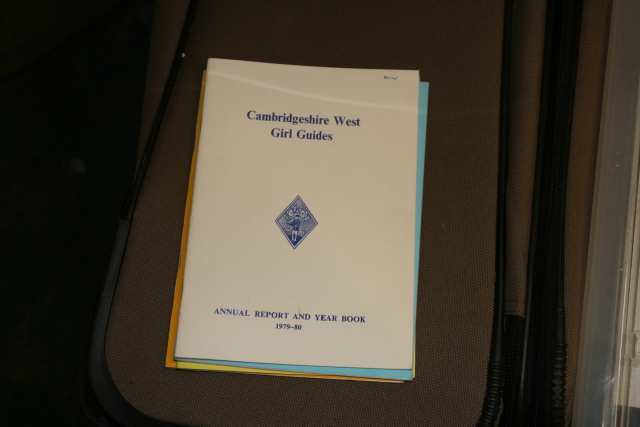 Cambridgeshire West
Girl Guides
ANNUAL REPORT AND YEAR BOOK
1979–80